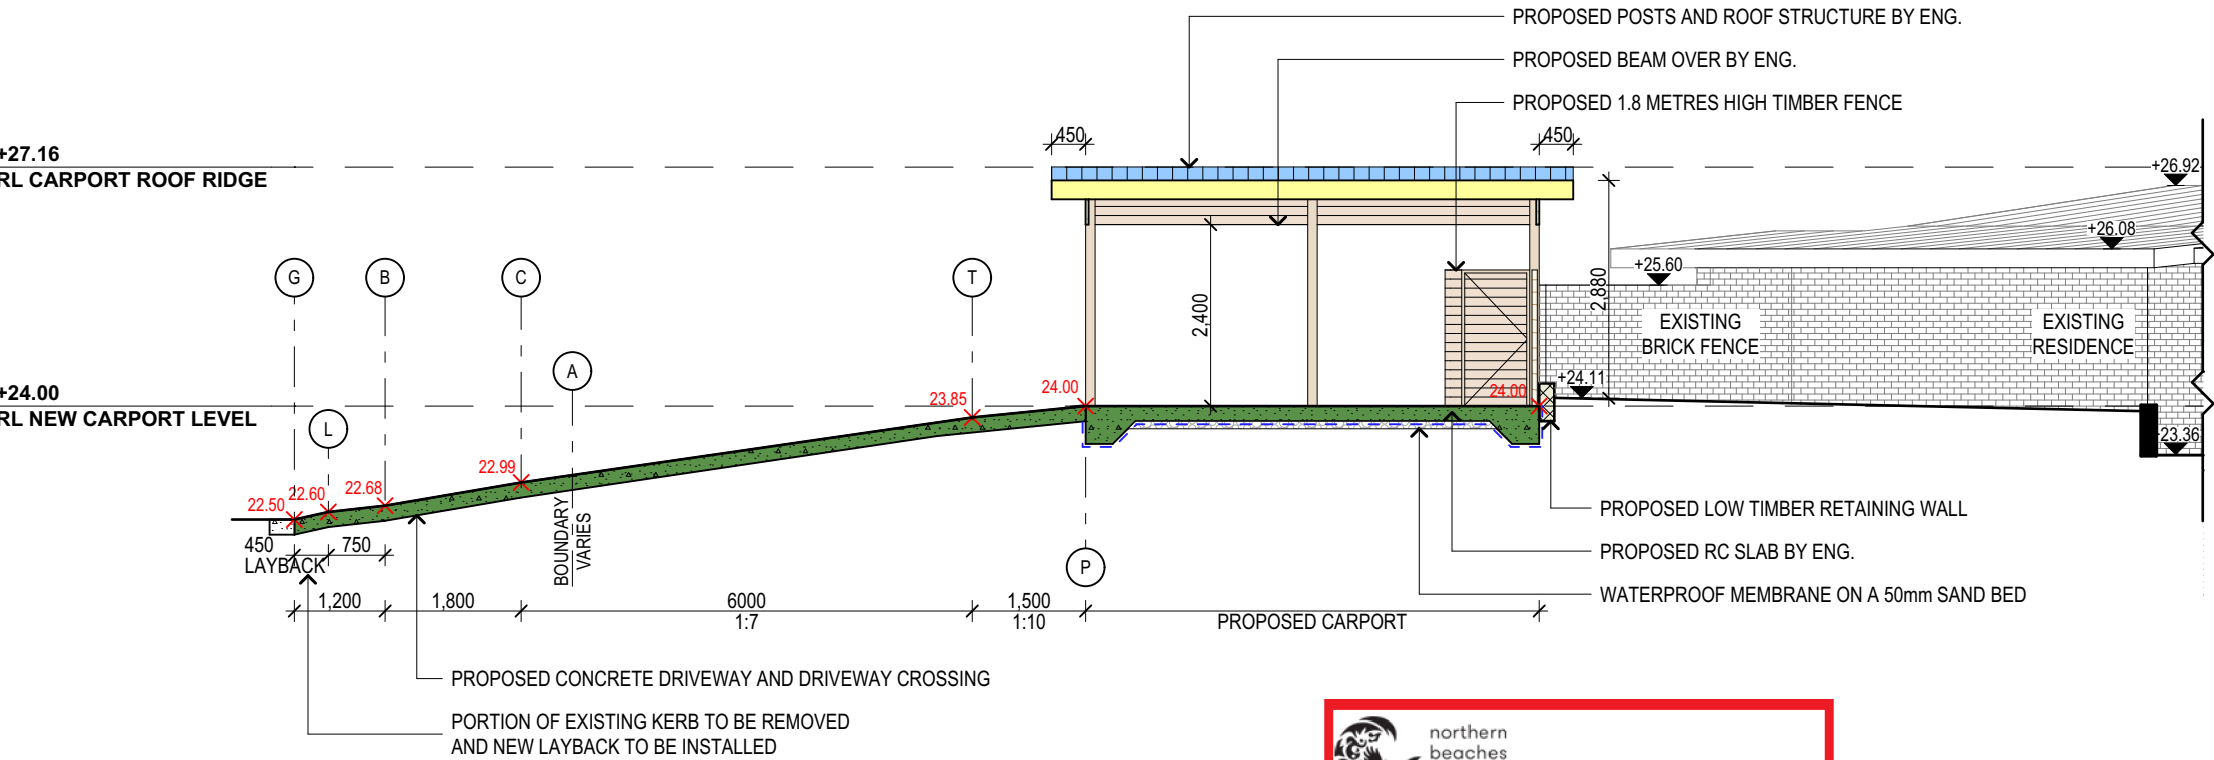 PROPOSED POSTS AND ROOF STRUCTURE BY ENG.
PROPOSED BEAM OVER BY ENG.
PROPOSED 1.8 METRES HIGH TIMBER FENCE
450
450
+27.16
RL CARPORT ROOF RIDGE
+26.92
+26.08
+25.60
2,880
2,400
G
B
C
T
A
L
EXISTING
BRICK FENCE
EXISTING
RESIDENCE
+24.00
RL NEW CARPORT LEVEL
23.85
24.00
24.00
+24.11
23.36
22.99
22.68
22.60
22.50
450
LAYBACK
750
BOUNDARY
VARIES
P
1,200
1,800
6000
1:7
1,500
1:10
PROPOSED CARPORT
PROPOSED LOW TIMBER RETAINING WALL
PROPOSED RC SLAB BY ENG.
WATERPROOF MEMBRANE ON A 50mm SAND BED
PROPOSED CONCRETE DRIVEWAY AND DRIVEWAY CROSSING
PORTION OF EXISTING KERB TO BE REMOVED
AND NEW LAYBACK TO BE INSTALLED
northern
beaches